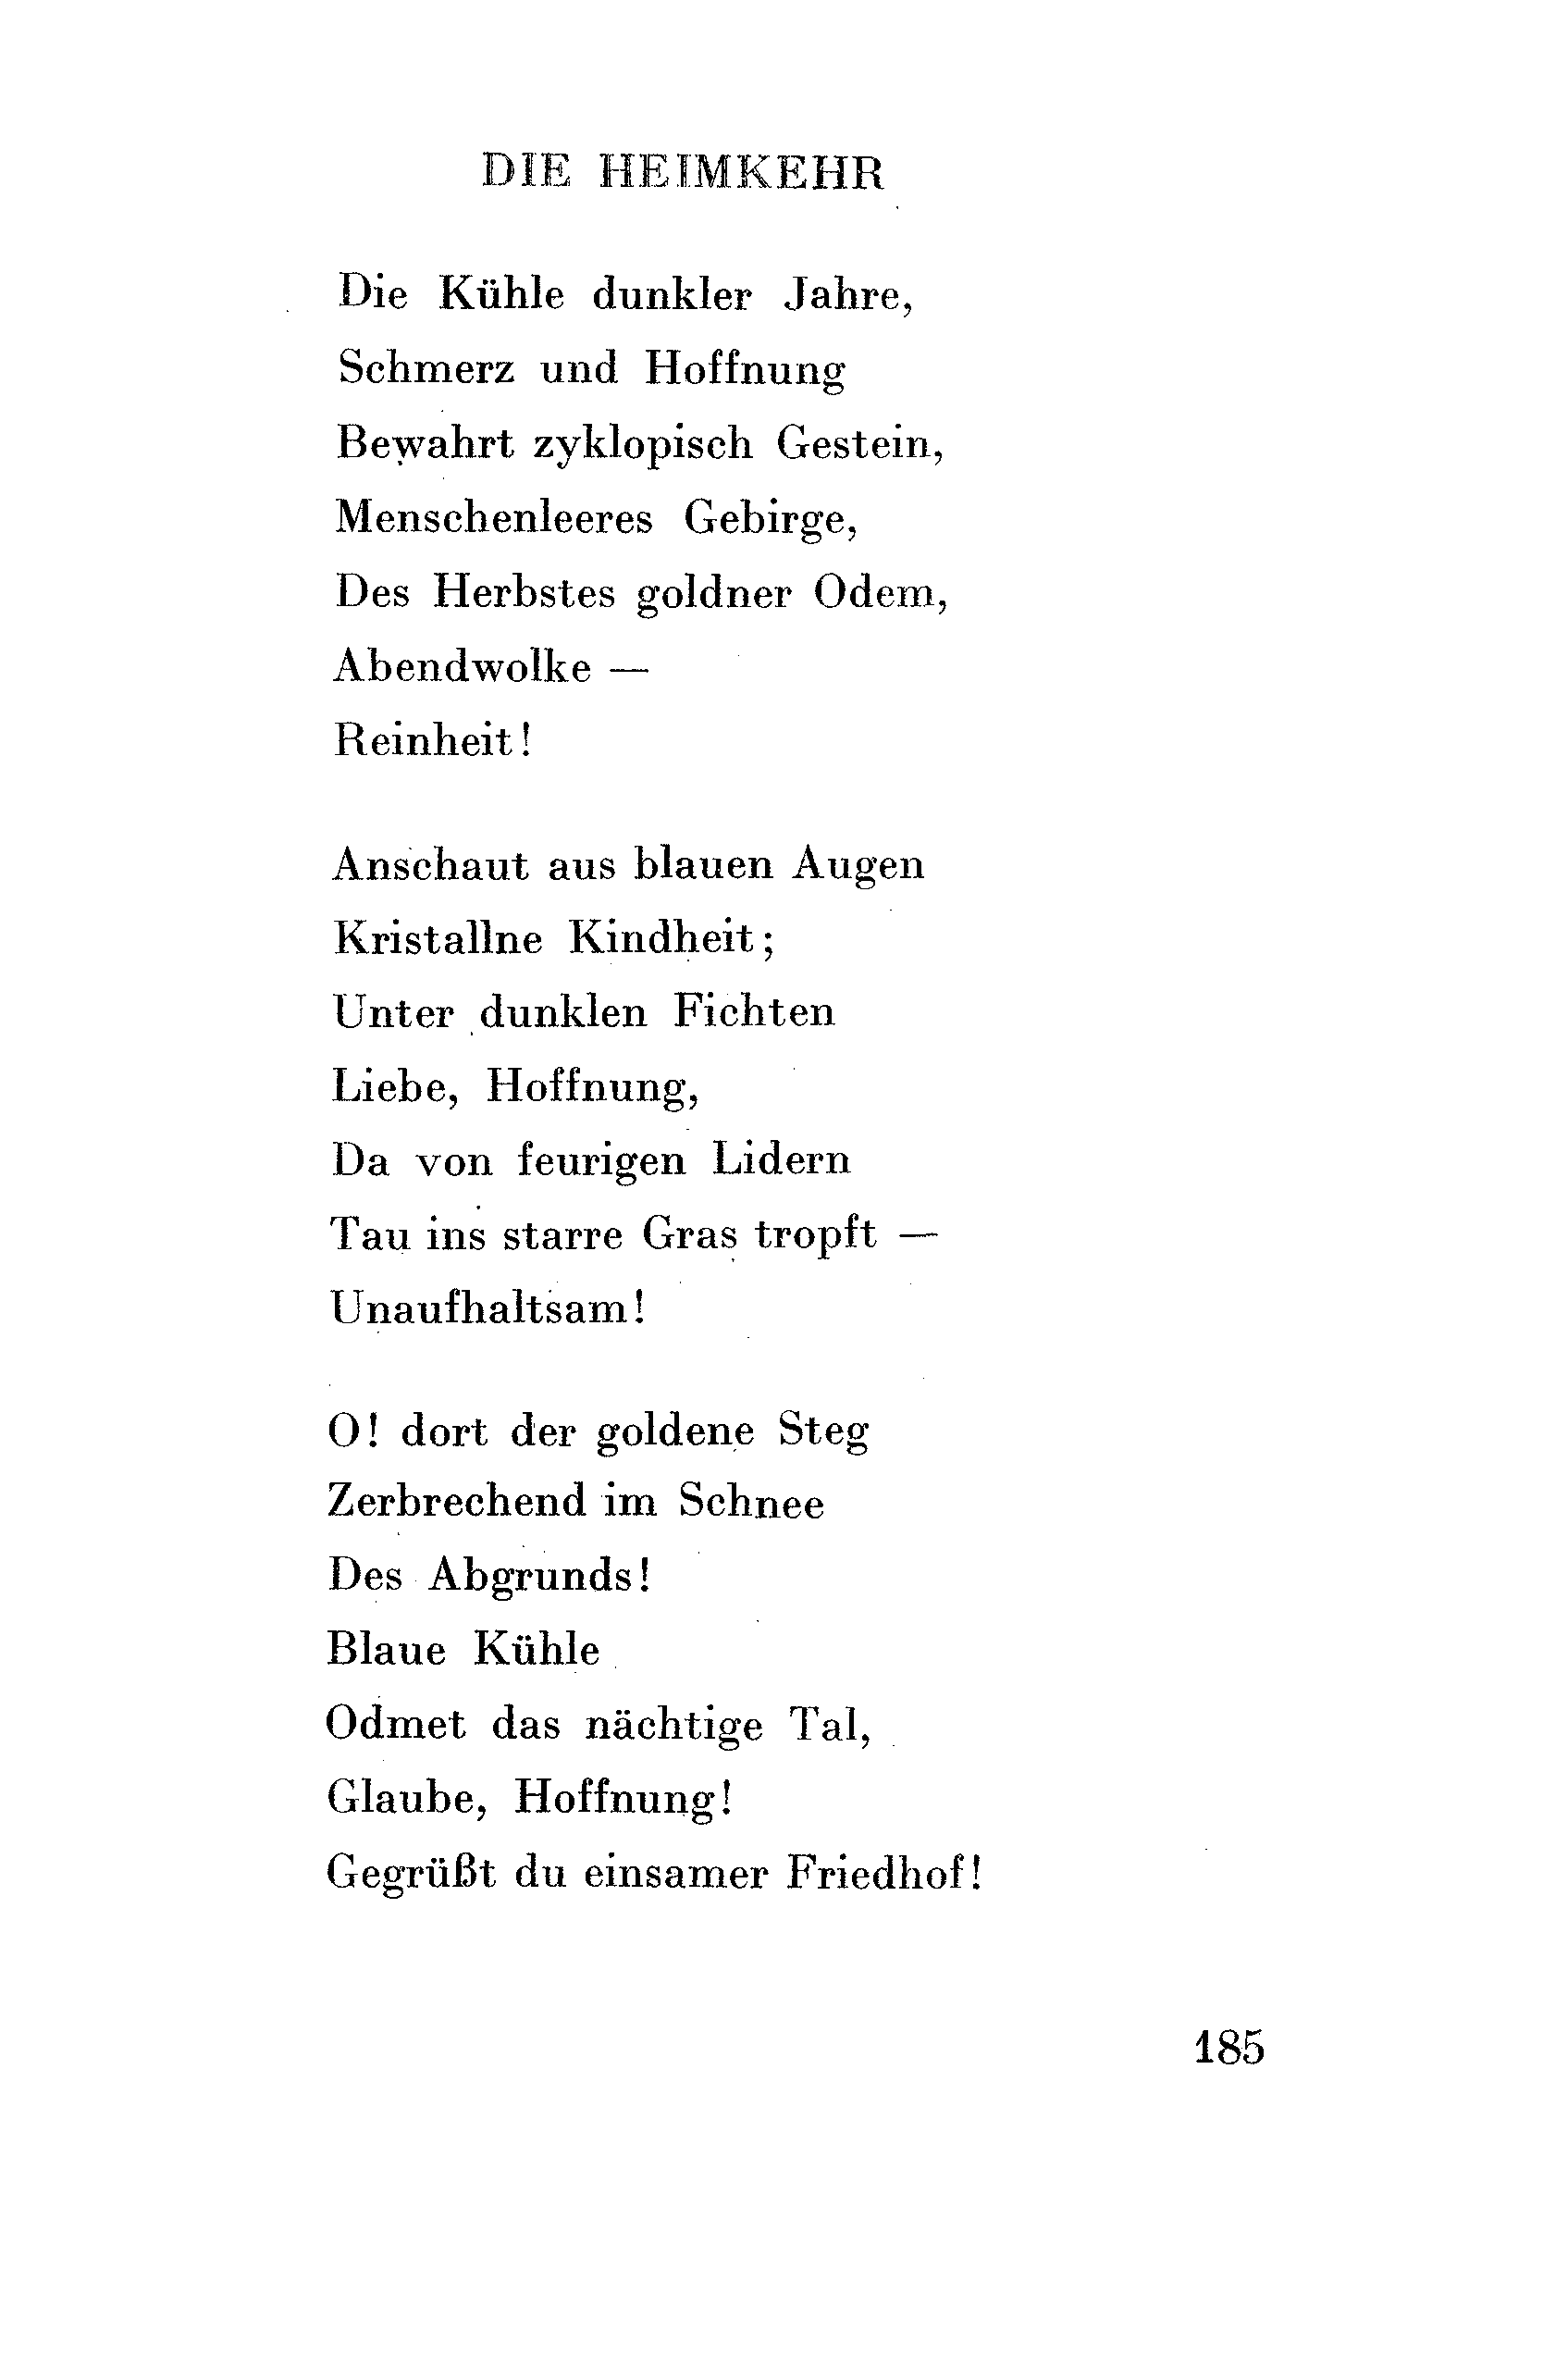 DIE HEIMKEHR
Die Kühle dunkler Jahre,
Schmerz und Hoffnung
Bewahrt zyklopisch Gestein,
Menschenleeres Gebirge,
Des Herbstes goldner Odem,
Abendwolke —
Reinheit!
Anschaut aus blauen Augen
Kristallne Kindheit;
Unter dunklen Fichten
Liebe, Hoffnung,
Da von feurigen Lidern
Tau ins starre Gras tropft —
Unaufhaltsam!
O! dort der goldene Steg
Zerbrechend im Schnee
Des Abgrunds!
Blaue Kühle
Odmet das nächtige Tal,
Glaube, Hoffnung!
Gegrüßt du einsamer Friedhof!
185